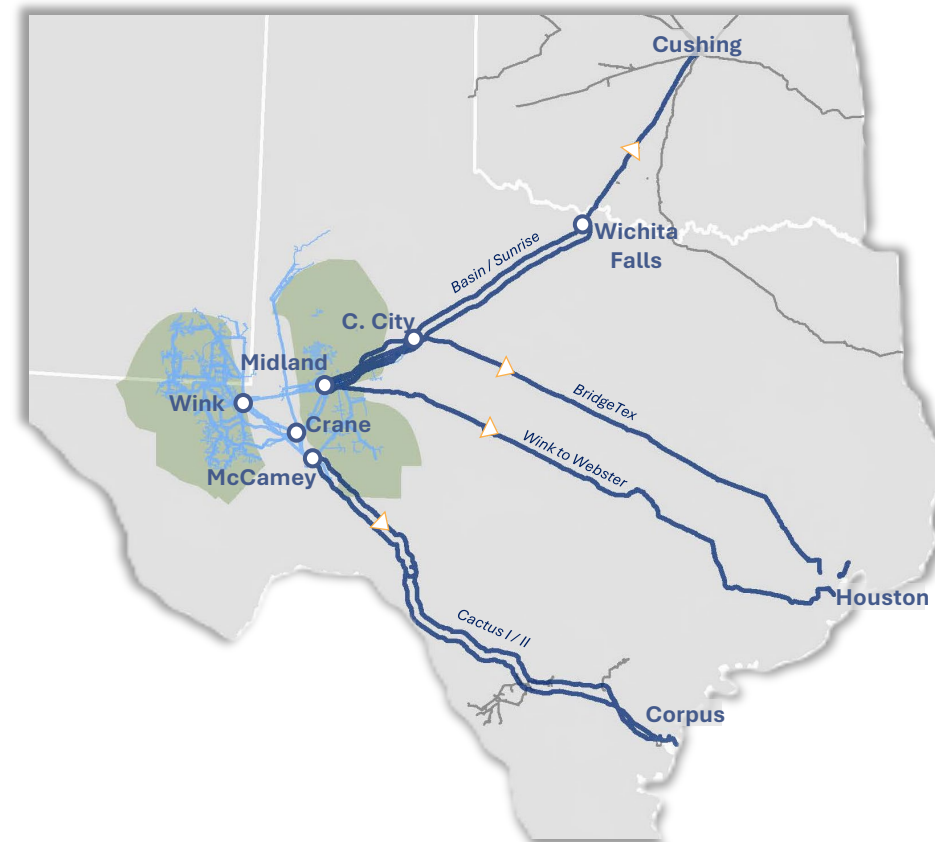 Cushing
Wichita
Falls
Basin / Sunrise
C. City
Midland
Wink
Crane
McCamey
BridgeTex
Wink to Webster
Houston
Cactus I / II
Corpus